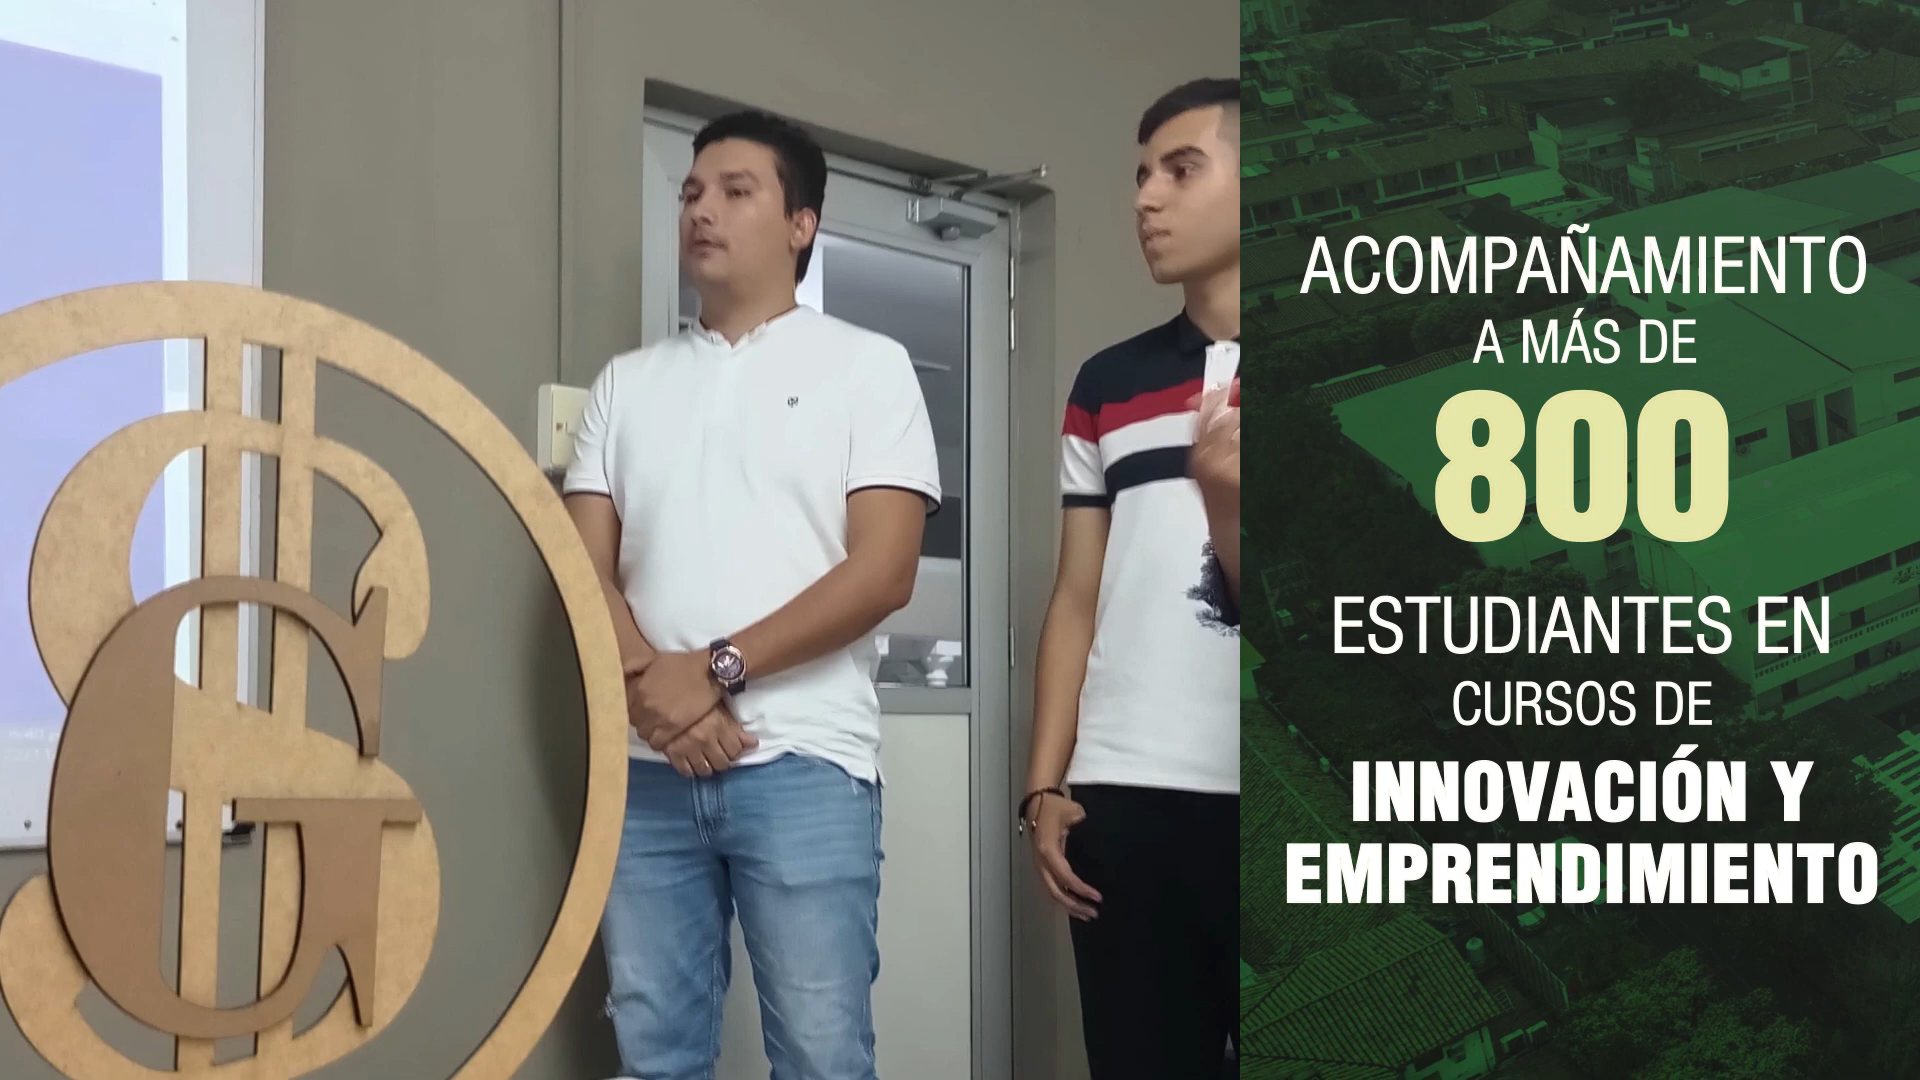 ACOMPAÑAMIENTO
A MÁS DE
800
ESTUDIANTES EN
CURSOS DE
INNOVACIÓN Y
EMPRENDIMIENTO